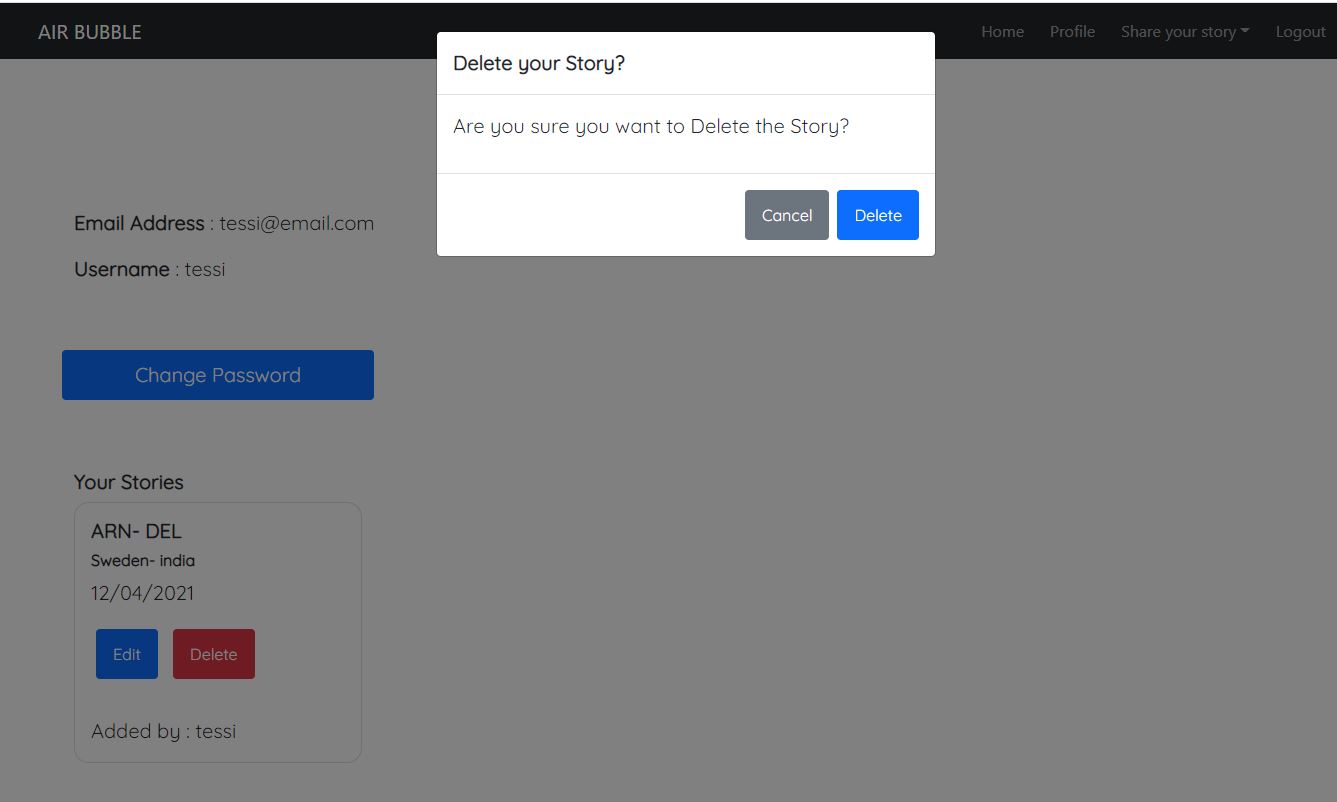 AIR BUBBLE
Home Profile Share your story Logout
Delete your Story?
Are you sure you want to Delete the Story?
Cancel Delete
Email Address : tessi@email.com
Username : tessi
Change Password
Your Stories
ARN- DEL
Sweden- india
12/04/2021
Edit Delete
Added by : tessi